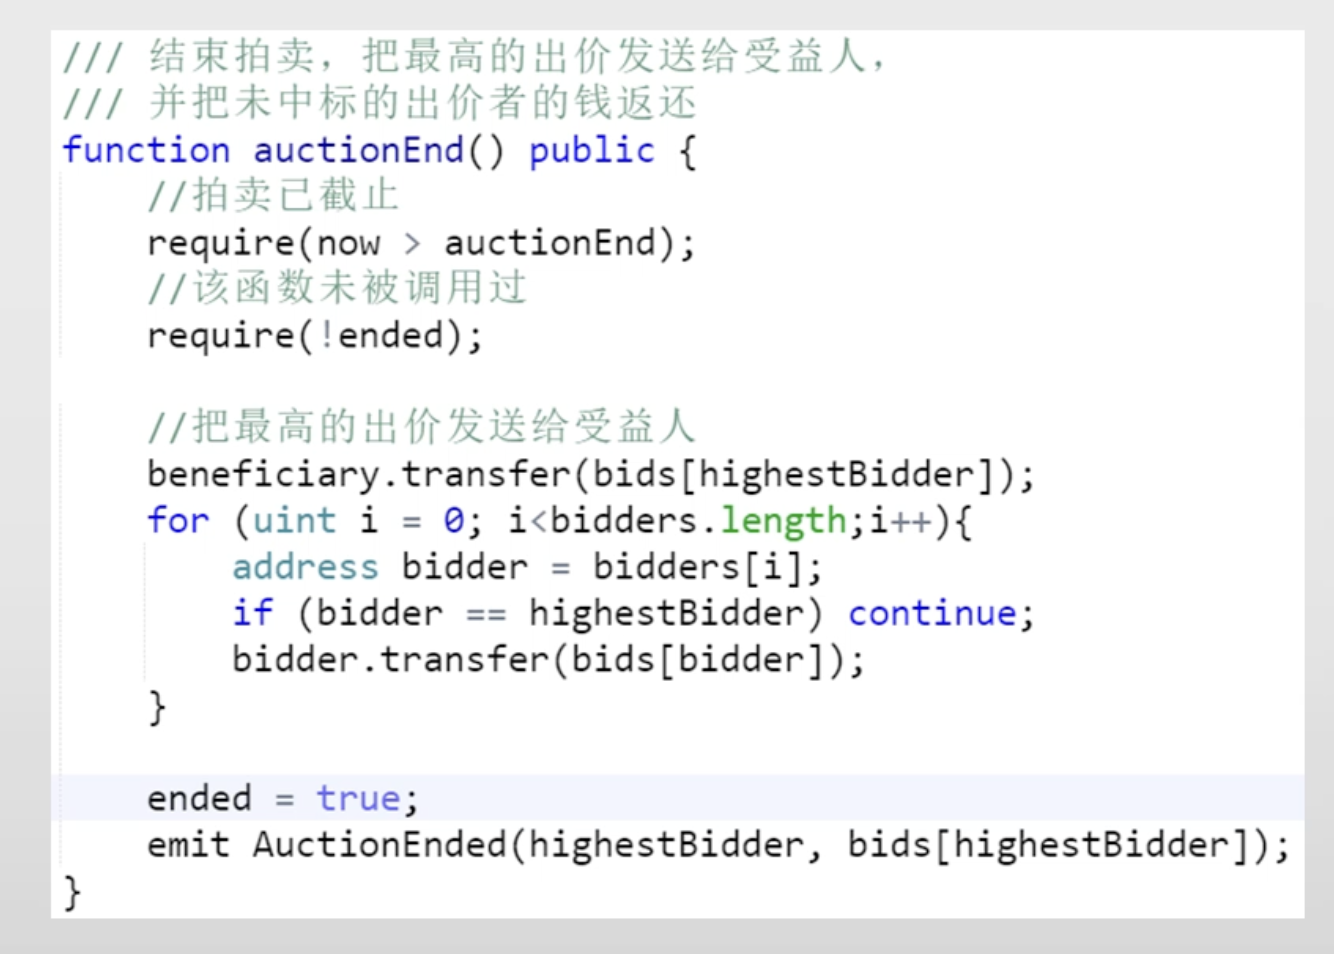 /// 结束拍卖，把最高的出价发送给受益人，
/// 并把未中标的出价者的钱返还
function auctionEnd() public {
//拍卖已截止
require(now > auctionEnd);
//该函数未被调用过
require(!ended);
//把最高的出价发送给受益人
beneficiary.transfer(bids[highestBidder]);
for (uint i = 0; i<bidders.length;i++){
address bidder = bidders[i];
if (bidder == highestBidder) continue;
bidder.transfer(bids[bidder]);
}
ended = true;
emit AuctionEnded(highestBidder, bids[highestBidder]);
}